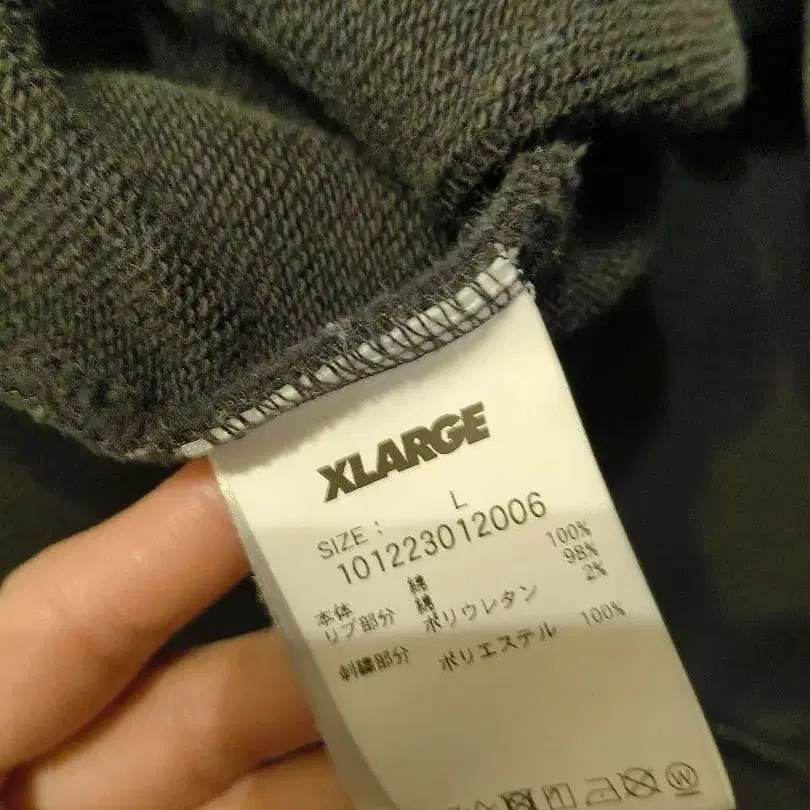 XLARGE
SIZE : L
101223012006
本体 綿 100%
リブ部分 綿 98%
ポリウレタン 2%
刺繍部分 ポリエステル 100%
W